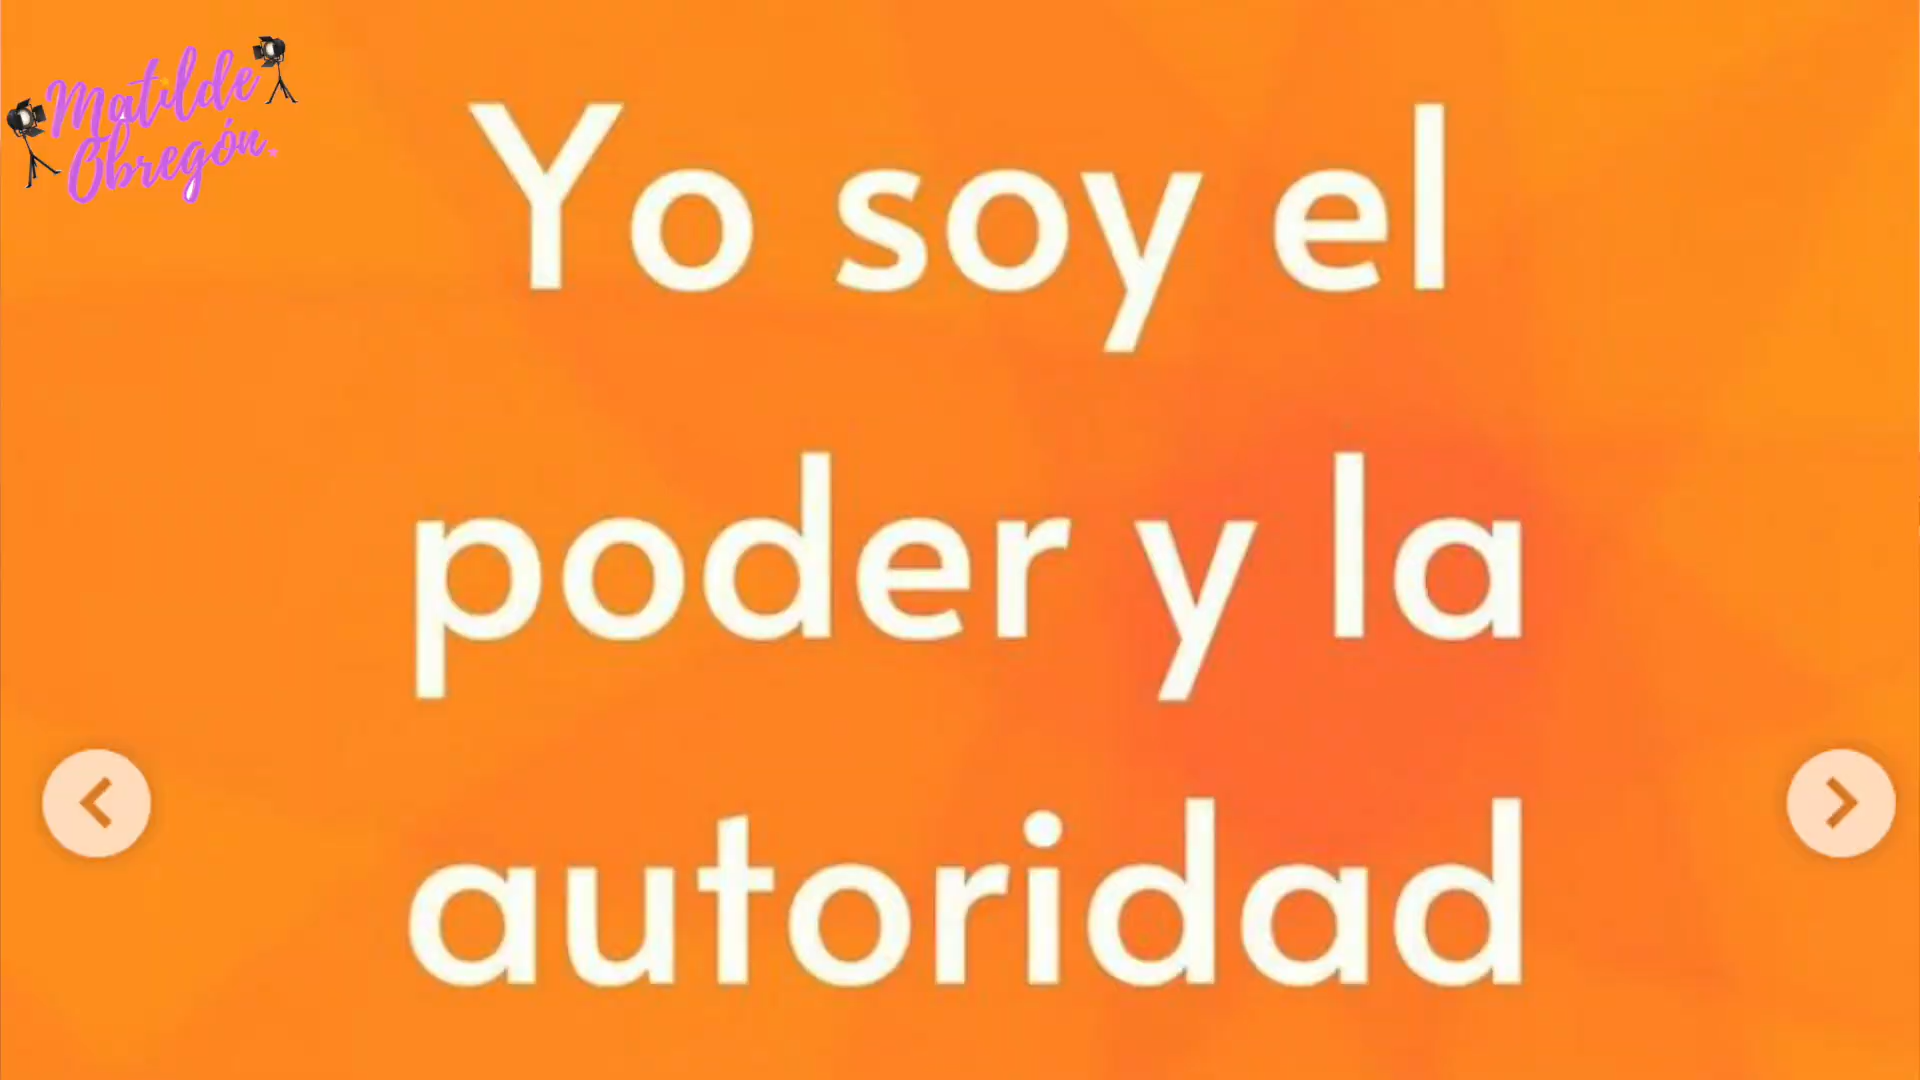 Matilde
Obregón.
Yo soy el
poder y la
autoridad